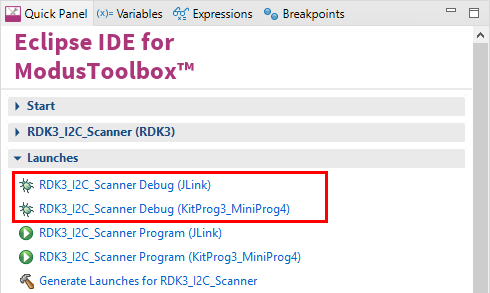 Quick Panel (x)= Variables Expressions Breakpoints
Eclipse IDE for
ModusToolbox™
Start
RDK3_I2C_Scanner (RDK3)
Launches
RDK3_I2C_Scanner Debug (JLink)
RDK3_I2C_Scanner Debug (KitProg3_MiniProg4)
RDK3_I2C_Scanner Program (JLink)
RDK3_I2C_Scanner Program (KitProg3_MiniProg4)
Generate Launches for RDK3_I2C_Scanner